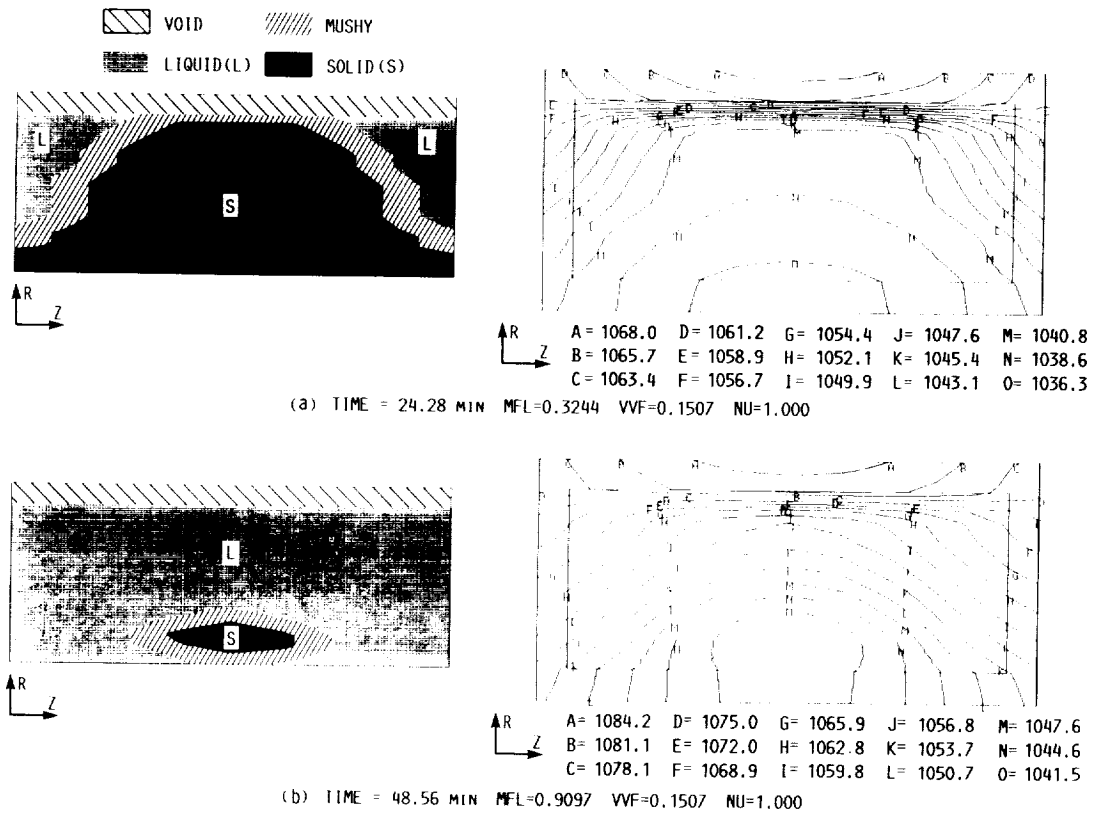 VOID MUSHY
LIQUID(L) SOLID(S)
L
L
S
R
Z
R
Z
A= 1068.0 D= 1061.2 G= 1054.4 J= 1047.6 M= 1040.8
B= 1065.7 E= 1058.9 H= 1052.1 K= 1045.4 N= 1038.6
C= 1063.4 F= 1056.7 I= 1049.9 L= 1043.1 O= 1036.3
(a) TIME = 24.28 MIN MFL=0.3244 VVF=0.1507 NU=1.000
L
S
R
Z
R
Z
A= 1084.2 D= 1075.0 G= 1065.9 J= 1056.8 M= 1047.6
B= 1081.1 E= 1072.0 H= 1062.8 K= 1053.7 N= 1044.6
C= 1078.1 F= 1068.9 I= 1059.8 L= 1050.7 O= 1041.5
(b) TIME = 48.56 MIN MFL=0.9097 VVF=0.1507 NU=1.000